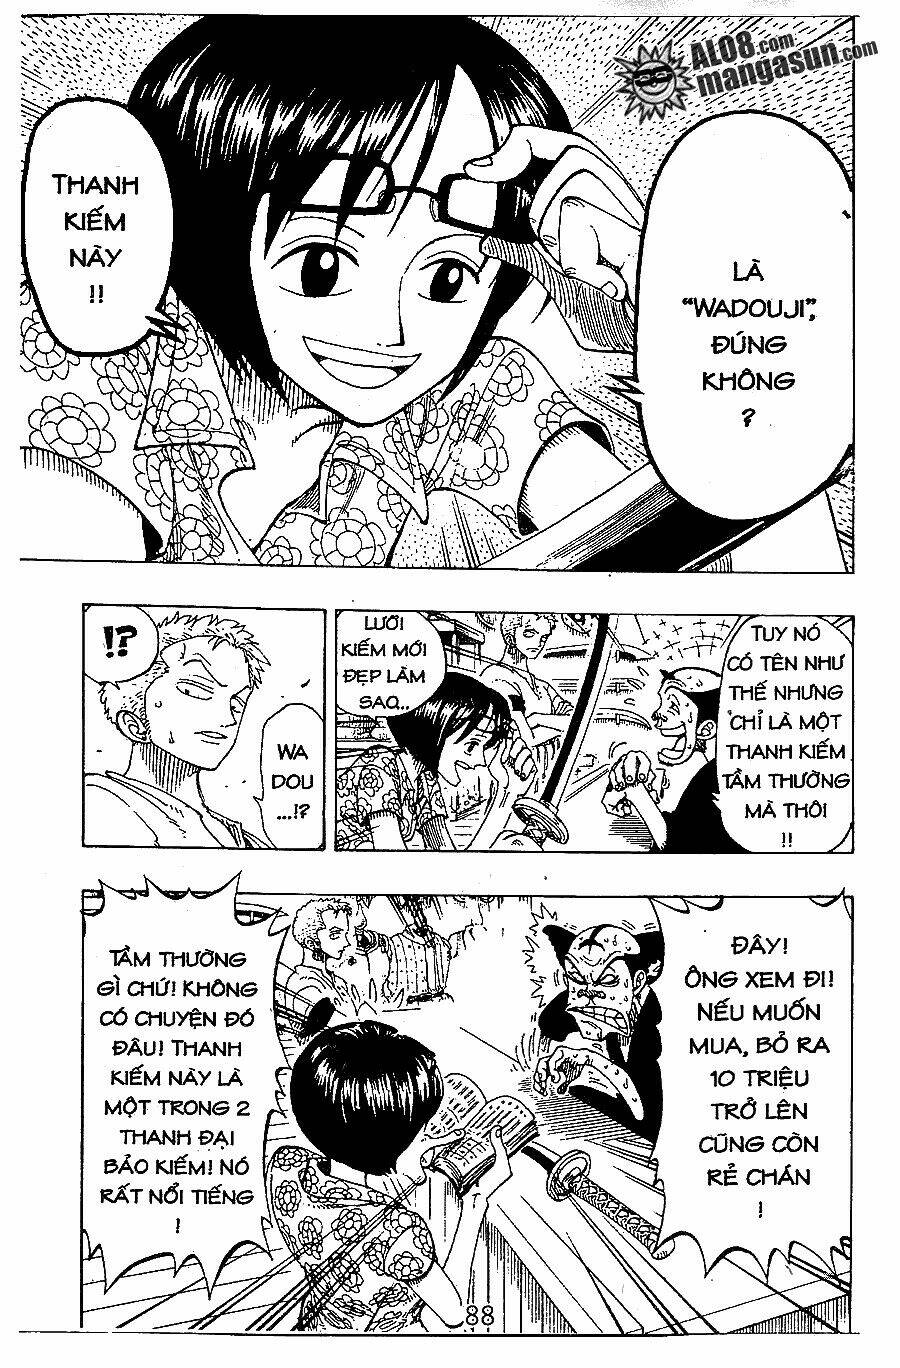 AL08.com
mangasun.com
THANH
KIẾM
NÀY
!!
LÀ
"WADOUJI",
ĐÚNG
KHÔNG
?
!?
WA
DOU
...!?
LƯỠI
KIẾM MỚI
ĐẸP LÀM
SAO...
TUY NÓ
CÓ TÊN NHƯ
THẾ NHƯNG
CHỈ LÀ MỘT
THANH KIẾM
TẦM THƯỜNG
MÀ THÔI
!!
TẦM THƯỜNG
GÌ CHỨ! KHÔNG
CÓ CHUYỆN ĐÓ
ĐÂU! THANH
KIẾM NÀY LÀ
MỘT TRONG 2
THANH ĐẠI
BẢO KIẾM! NÓ
RẤT NỔI TIẾNG
!
ĐÂY!
ÔNG XEM ĐI!
NẾU MUỐN
MUA, BỎ RA
10 TRIỆU
TRỞ LÊN
CŨNG CÒN
RẺ CHÁN
!
88